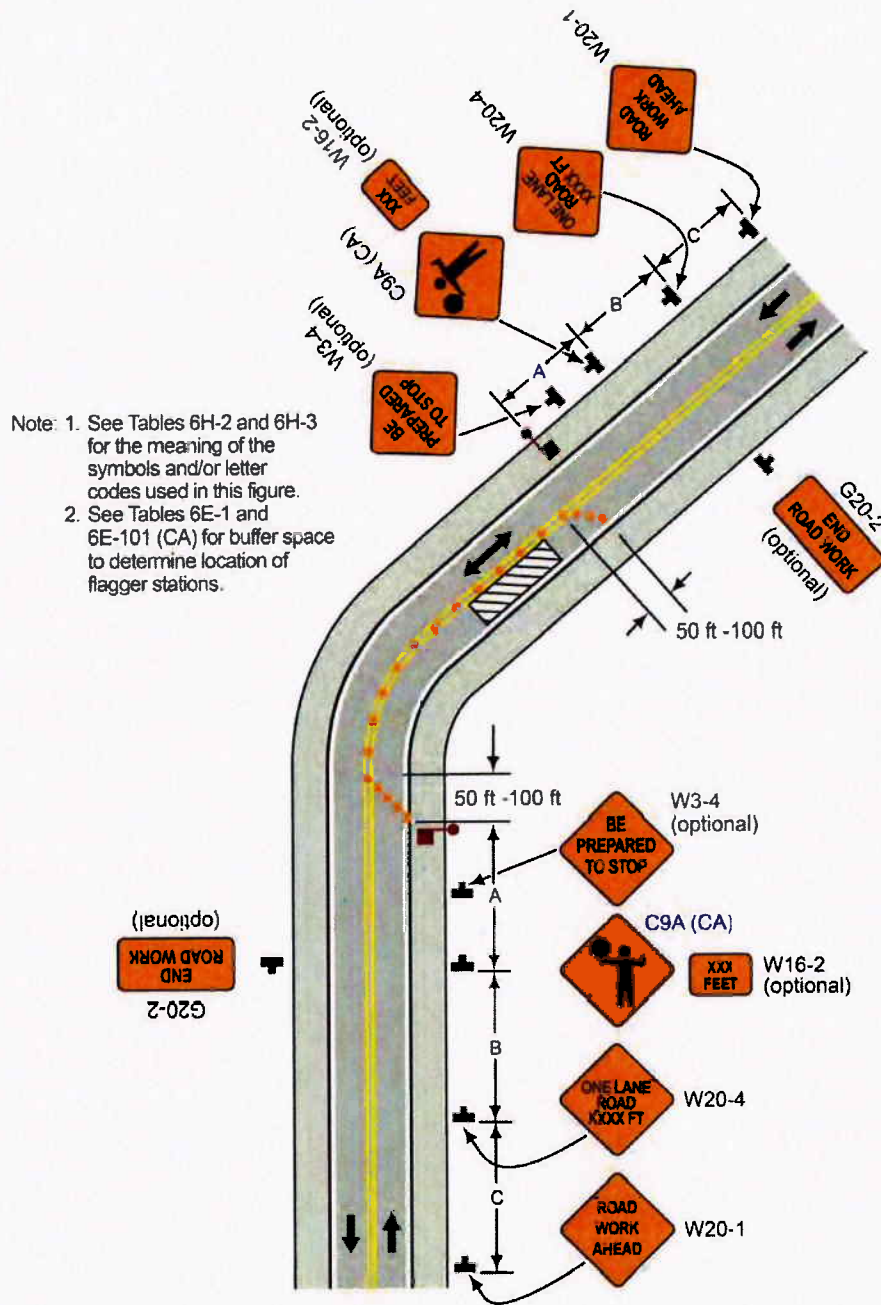 W20-1
ROAD
WORK
AHEAD
W20-4
ONE LANE
ROAD
XXXX FT
W16-2
(optional)
XXX
FEET
C9A (CA)
W3-4
(optional)
BE
PREPARED
TO STOP
C
B
A
Note: 1. See Tables 6H-2 and 6H-3
for the meaning of the
symbols and/or letter
codes used in this figure.
2. See Tables 6E-1 and
6E-101 (CA) for buffer space
to determine location of
flagger stations.
G20-2
END
ROAD WORK
(optional)
50 ft -100 ft
50 ft -100 ft
W3-4
(optional)
BE
PREPARED
TO STOP
A
C9A (CA)
XXX
FEET
W16-2
(optional)
(optional)
END
ROAD WORK
G20-2
B
ONE LANE
ROAD
XXXX FT
W20-4
C
ROAD
WORK
AHEAD
W20-1